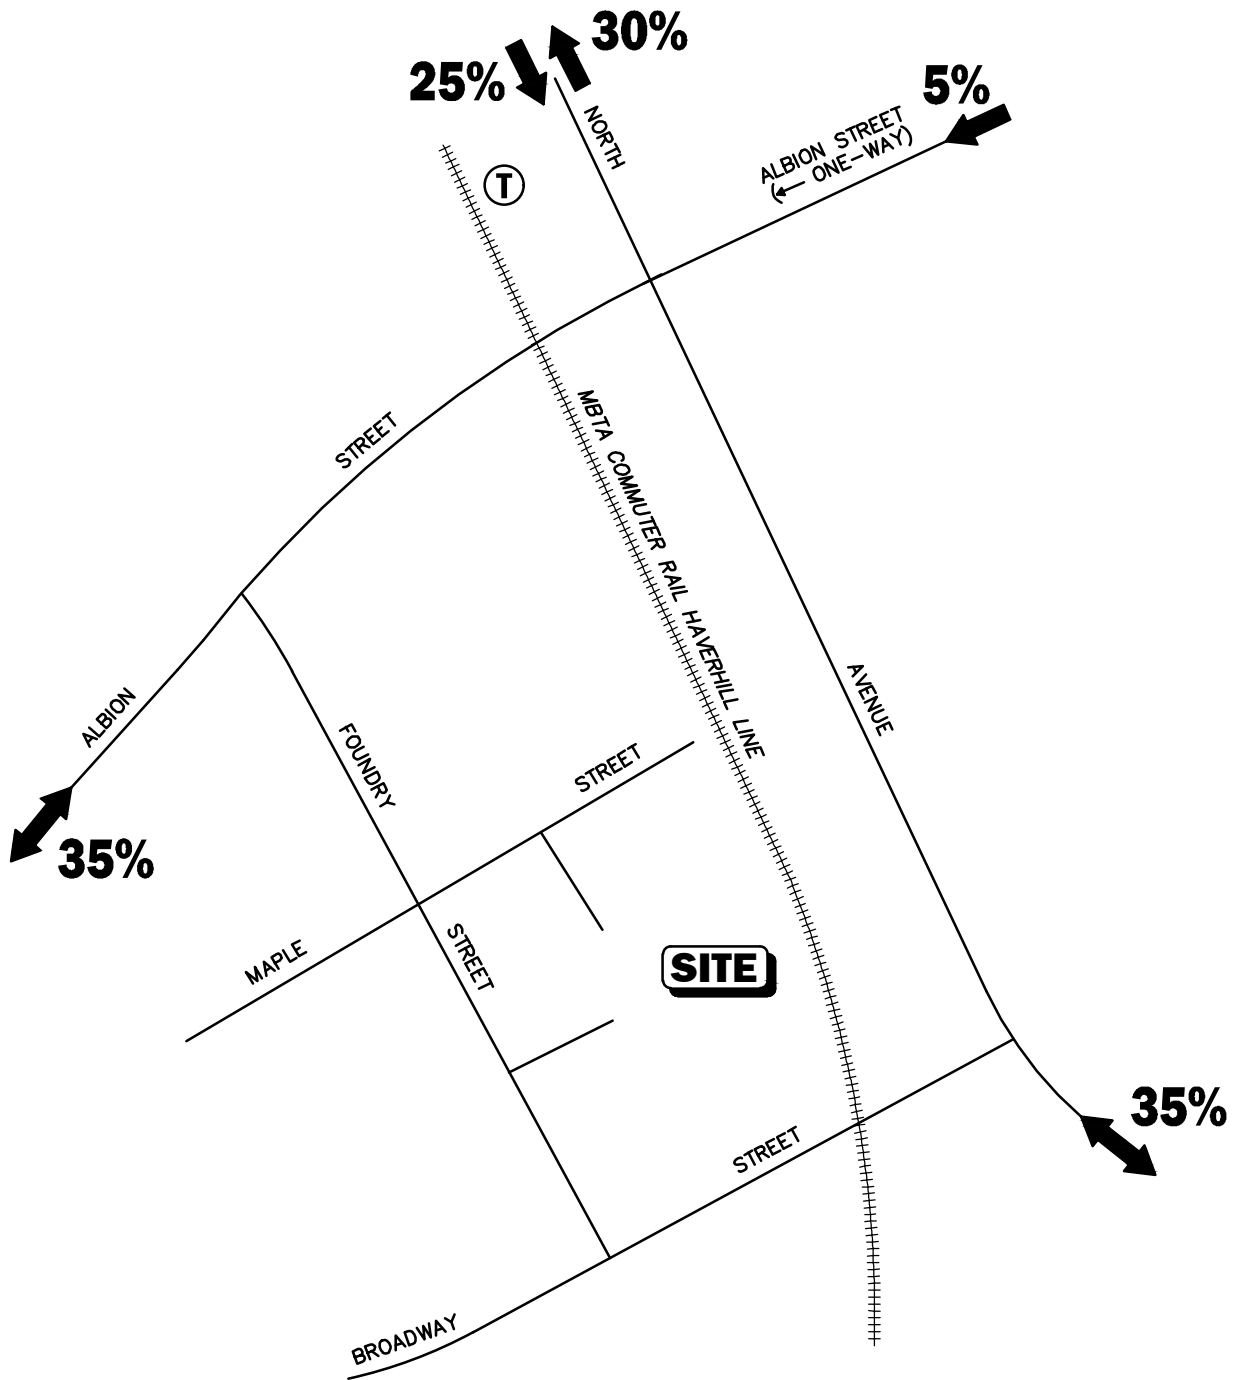 30%
25%
5%
NORTH
ALBION STREET
(← ONE-WAY)
T
STREET
MBTA COMMUTER RAIL HAVERHILL LINE
AVENUE
ALBION
FOUNDRY
STREET
35%
STREET
MAPLE
SITE
35%
STREET
BROADWAY